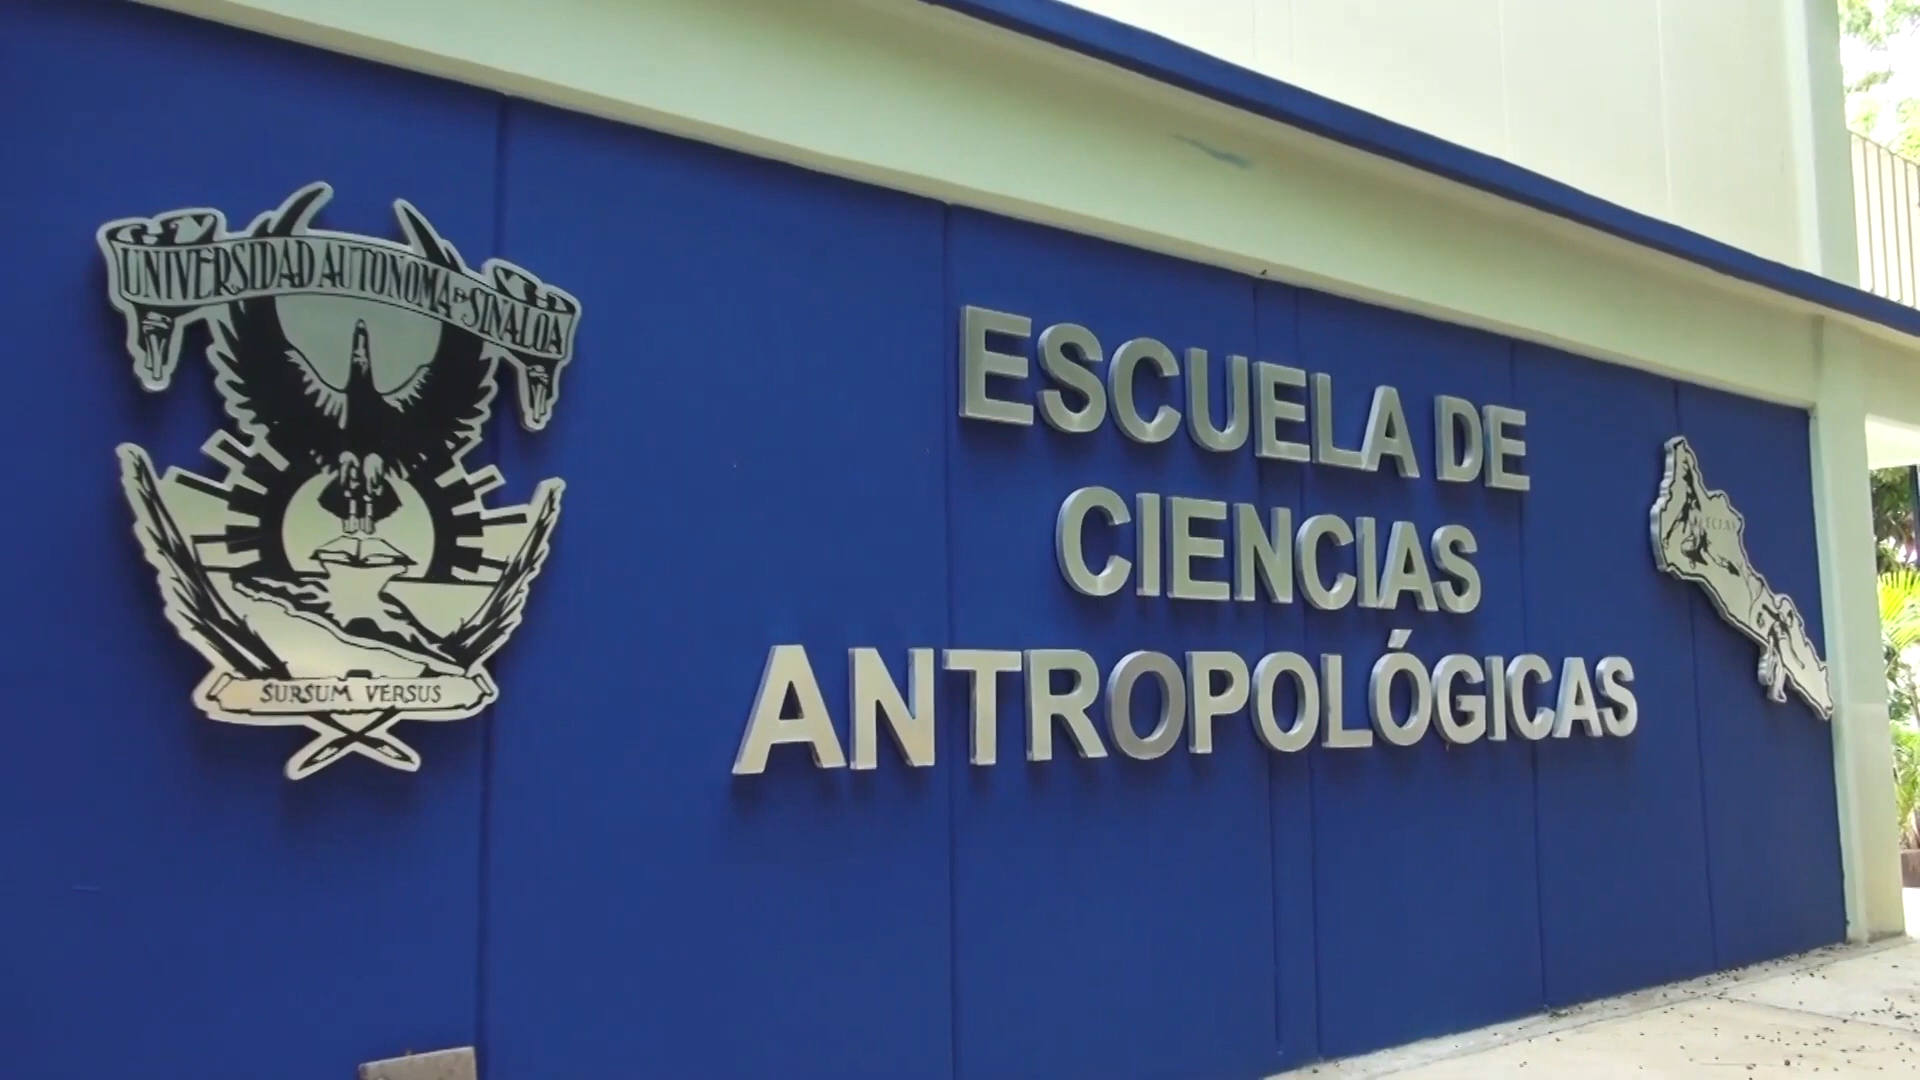 UNIVERSIDAD AUTONOMA DE SINALOA
SURSUM VERSUS
ESCUELA DE
CIENCIAS
ANTROPOLÓGICAS